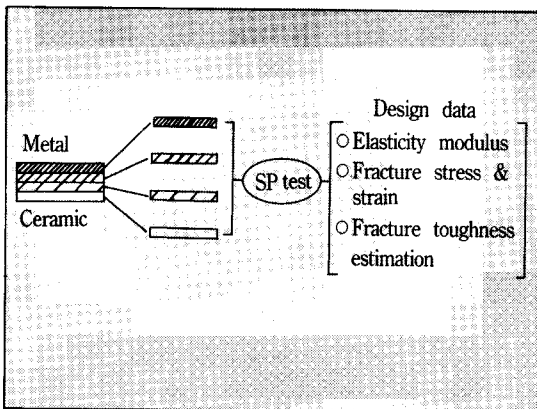 Metal
Ceramic
SP test
Design data
○ Elasticity modulus
○ Fracture stress &
strain
○ Fracture toughness
estimation